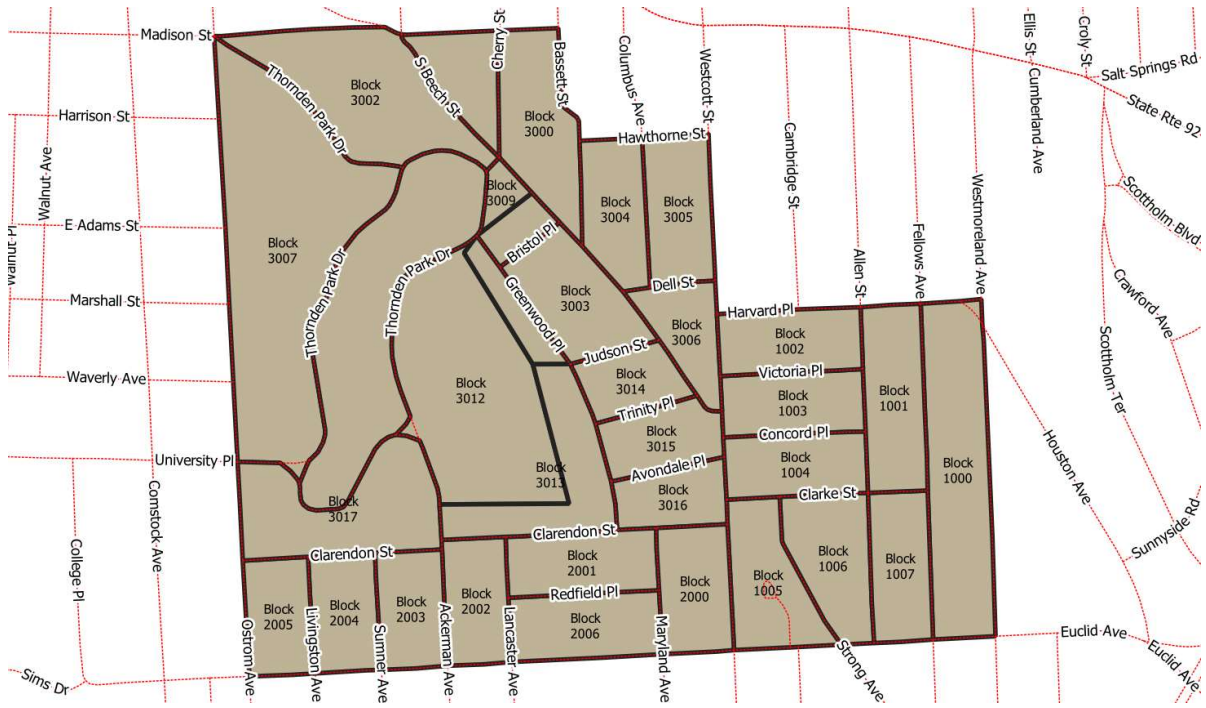 Madison St
Harrison St
Walnut Ave
E Adams St
Walnut Pl
Marshall St
Waverly Ave
University Pl
College Pl
Comstock Ave
Sims Dr
Thornden Park Dr
Block
3002
S Beech St
Cherry St
Bassett St
Block
3000
Columbus Ave
Westcott St
Hawthorne St
Cambridge St
Ellis St
Cumberland Ave
Croly St
Salt Springs Rd
State Rte 92
Scottholm Blvd
Westmoreland Ave
Fellows Ave
Allen St
Crawford Ave
Scottholm Ter
Block
3009
Block
3004
Block
3005
Block
3007
Thornden Park Dr
Thornden Park Dr
Bristol Pl
Greenwood Pl
Block
3003
Dell St
Block
3006
Harvard Pl
Block
1002
Judson St
Victoria Pl
Block
3012
Block
3014
Block
1003
Block
1001
Trinity Pl
Concord Pl
Block
3015
Block
1004
Block
1000
Avondale Pl
Block
3013
Block
3016
Clarke St
Houston Ave
Sunnyside Rd
Block
3017
Clarendon St
Clarendon St
Block
2001
Block
1006
Block
1007
Block
1005
Redfield Pl
Block
2000
Block
2002
Block
2003
Block
2004
Block
2005
Block
2006
Ostrom Ave
Livingston Ave
Sumner Ave
Ackerman Ave
Lancaster Ave
Maryland Ave
Strong Ave
Euclid Ave
Euclid Ave